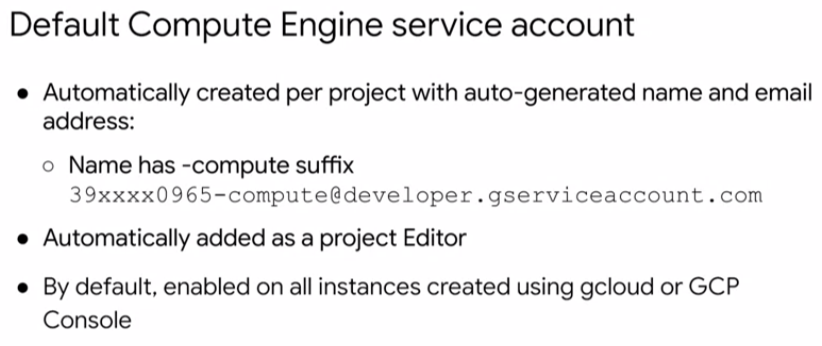 Default Compute Engine service account
● Automatically created per project with auto-generated name and email
address:
○ Name has -compute suffix
39xxxx0965-compute@developer.gserviceaccount.com
● Automatically added as a project Editor
● By default, enabled on all instances created using gcloud or GCP
Console